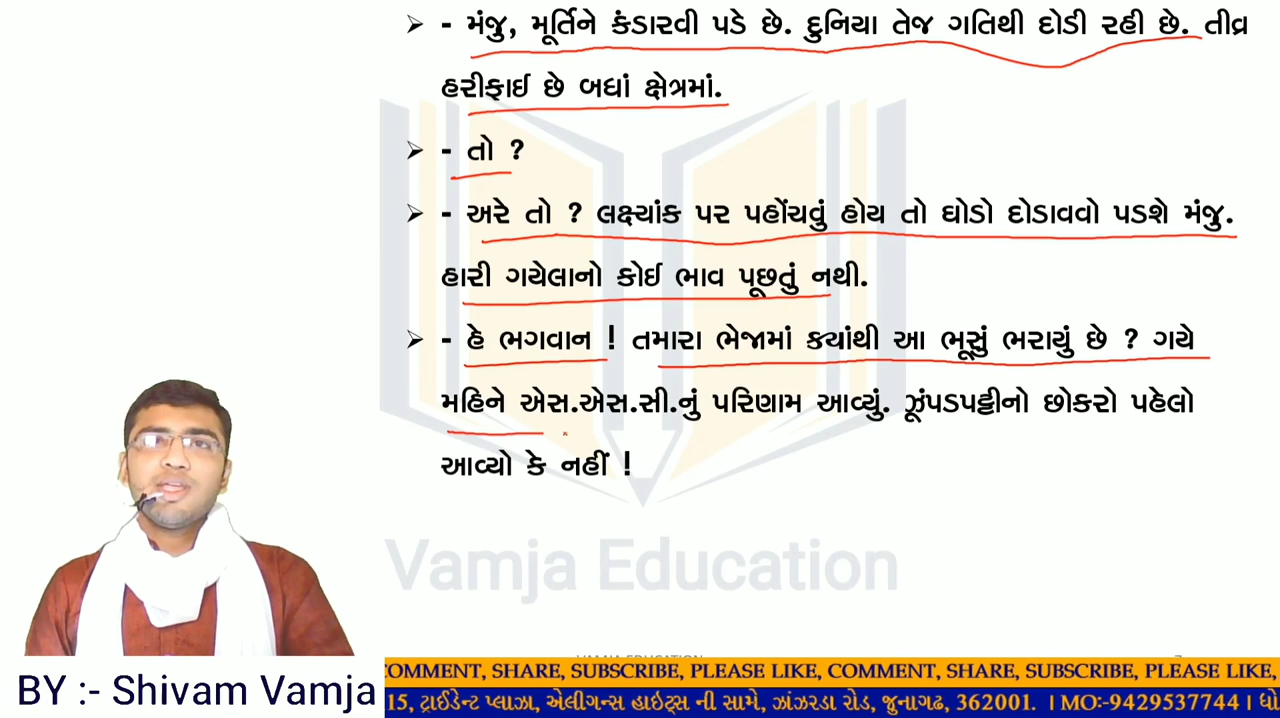 ➢ - મંજુ, મૂર્તિને કંડારવી પડે છે. દુનિયા તેજ ગતિથી દોડી રહી છે. તીવ્ર
હરીફાઈ છે બધાં ક્ષેત્રમાં.
➢ - તો ?
➢ - અરે તો ? લક્ષ્યાંક પર પહોંચવું હોય તો ઘોડો દોડાવવો પડશે મંજુ.
હારી ગયેલાનો કોઈ ભાવ પૂછતું નથી.
➢ - હે ભગવાન ! તમારા ભેજામાં ક્યાંથી આ ભૂસું ભરાયું છે ? ગયે
મહિને એસ.એસ.સી.નું પરિણામ આવ્યું. ઝૂંપડપટ્ટીનો છોકરો પહેલો
આવ્યો કે નહીં !
Vamja Education
BY :- Shivam Vamja
COMMENT, SHARE, SUBSCRIBE, PLEASE LIKE, COMMENT, SHARE, SUBSCRIBE, PLEASE LIKE,
15, ટ્રાઈડેન્ટ પ્લાઝા, એલીગન્સ હાઇટ્સ ની સામે, ઝાંઝરડા રોડ, જુનાગઢ, 362001. | MO:-9429537744 |